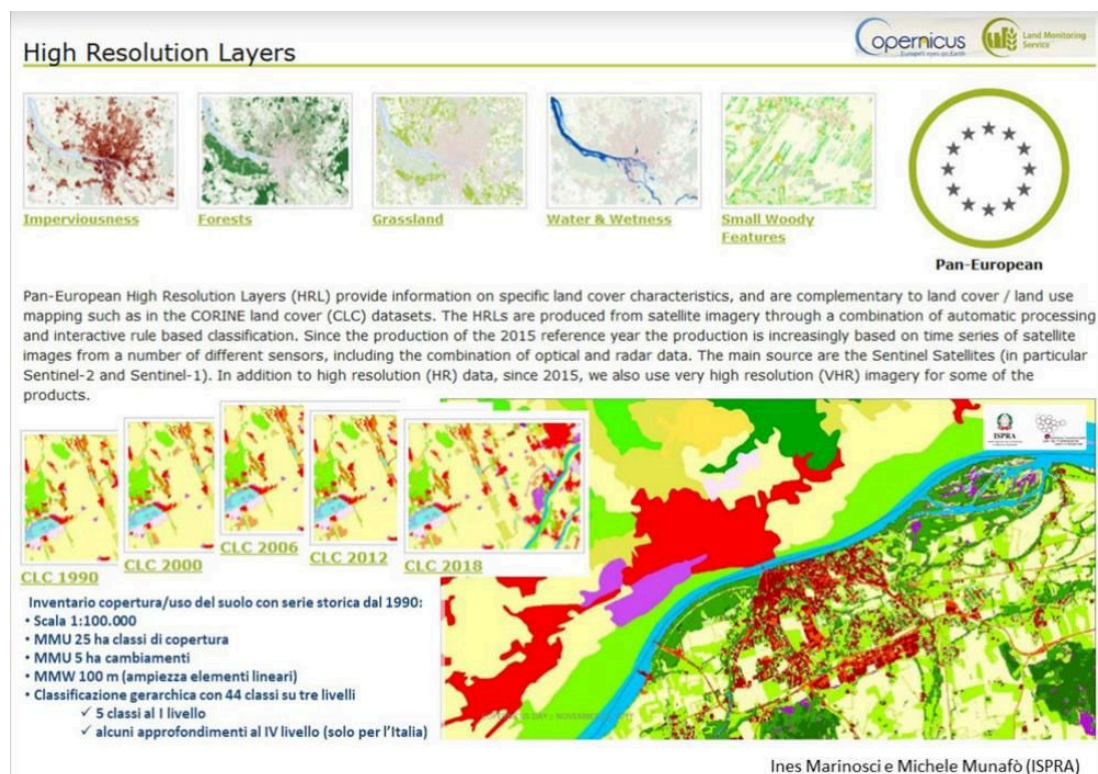 High Resolution Layers
Copernicus
Europe's eyes on Earth
Land Monitoring
Service
Imperviousness
Forests
Grassland
Water & Wetness
Small Woody
Features
Pan-European
Pan-European High Resolution Layers (HRL) provide information on specific land cover characteristics, and are complementary to land cover / land use
mapping such as in the CORINE land cover (CLC) datasets. The HRLs are produced from satellite imagery through a combination of automatic processing
and interactive rule based classification. Since the production of the 2015 reference year the production is increasingly based on time series of satellite
images from a number of different sensors, including the combination of optical and radar data. The main source are the Sentinel Satellites (in particular
Sentinel-2 and Sentinel-1). In addition to high resolution (HR) data, since 2015, we also use very high resolution (VHR) imagery for some of the
products.
ISPRA
CLC 1990
CLC 2000
CLC 2006
CLC 2012
CLC 2018
Inventario copertura/uso del suolo con serie storica dal 1990:
• Scala 1:100.000
• MMU 25 ha classi di copertura
• MMU 5 ha cambiamenti
• MMW 100 m (ampiezza elementi lineari)
• Classificazione gerarchica con 44 classi su tre livelli
✓ 5 classi al I livello
✓ alcuni approfondimenti al IV livello (solo per l'Italia)
DAY | NOVEMBER
Ines Marinosci e Michele Munafò (ISPRA)